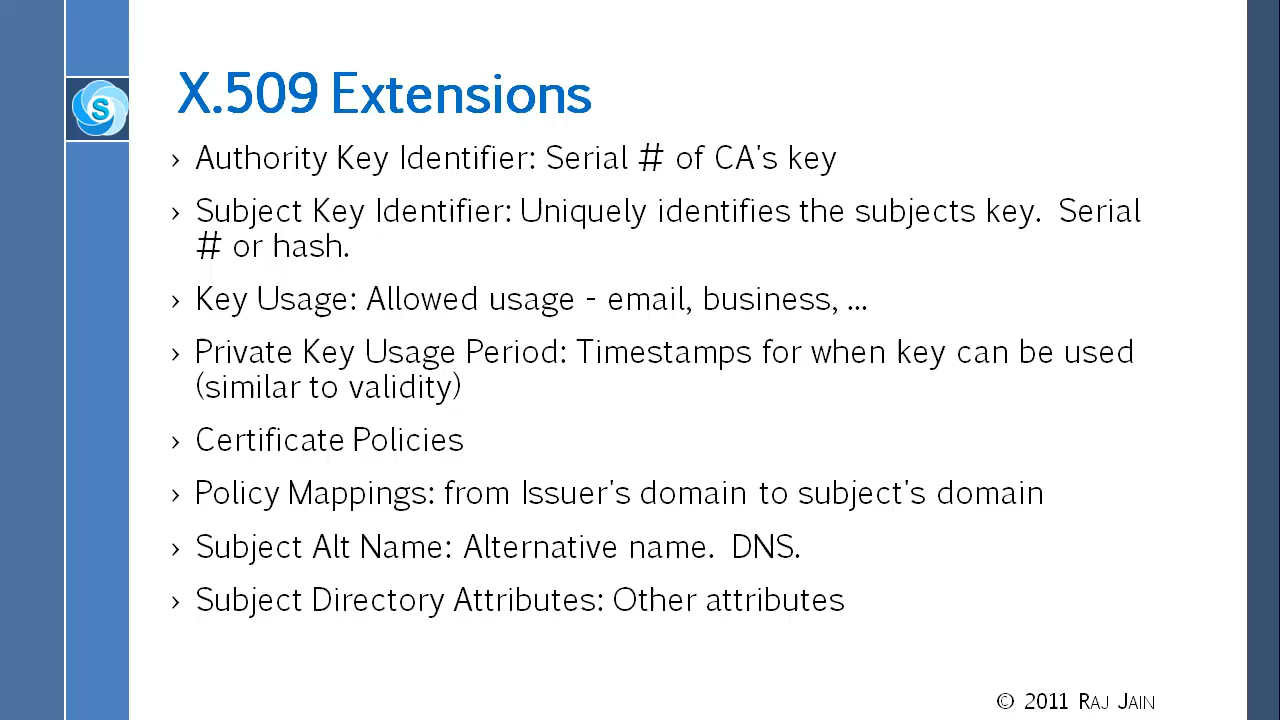 X.509 Extensions
S
› Authority Key Identifier: Serial # of CA's key
› Subject Key Identifier: Uniquely identifies the subjects key.  Serial
# or hash.
› Key Usage: Allowed usage - email, business, ...
› Private Key Usage Period: Timestamps for when key can be used
(similar to validity)
› Certificate Policies
› Policy Mappings: from Issuer's domain to subject's domain
› Subject Alt Name: Alternative name.  DNS.
› Subject Directory Attributes: Other attributes
© 2011 RAJ JAIN